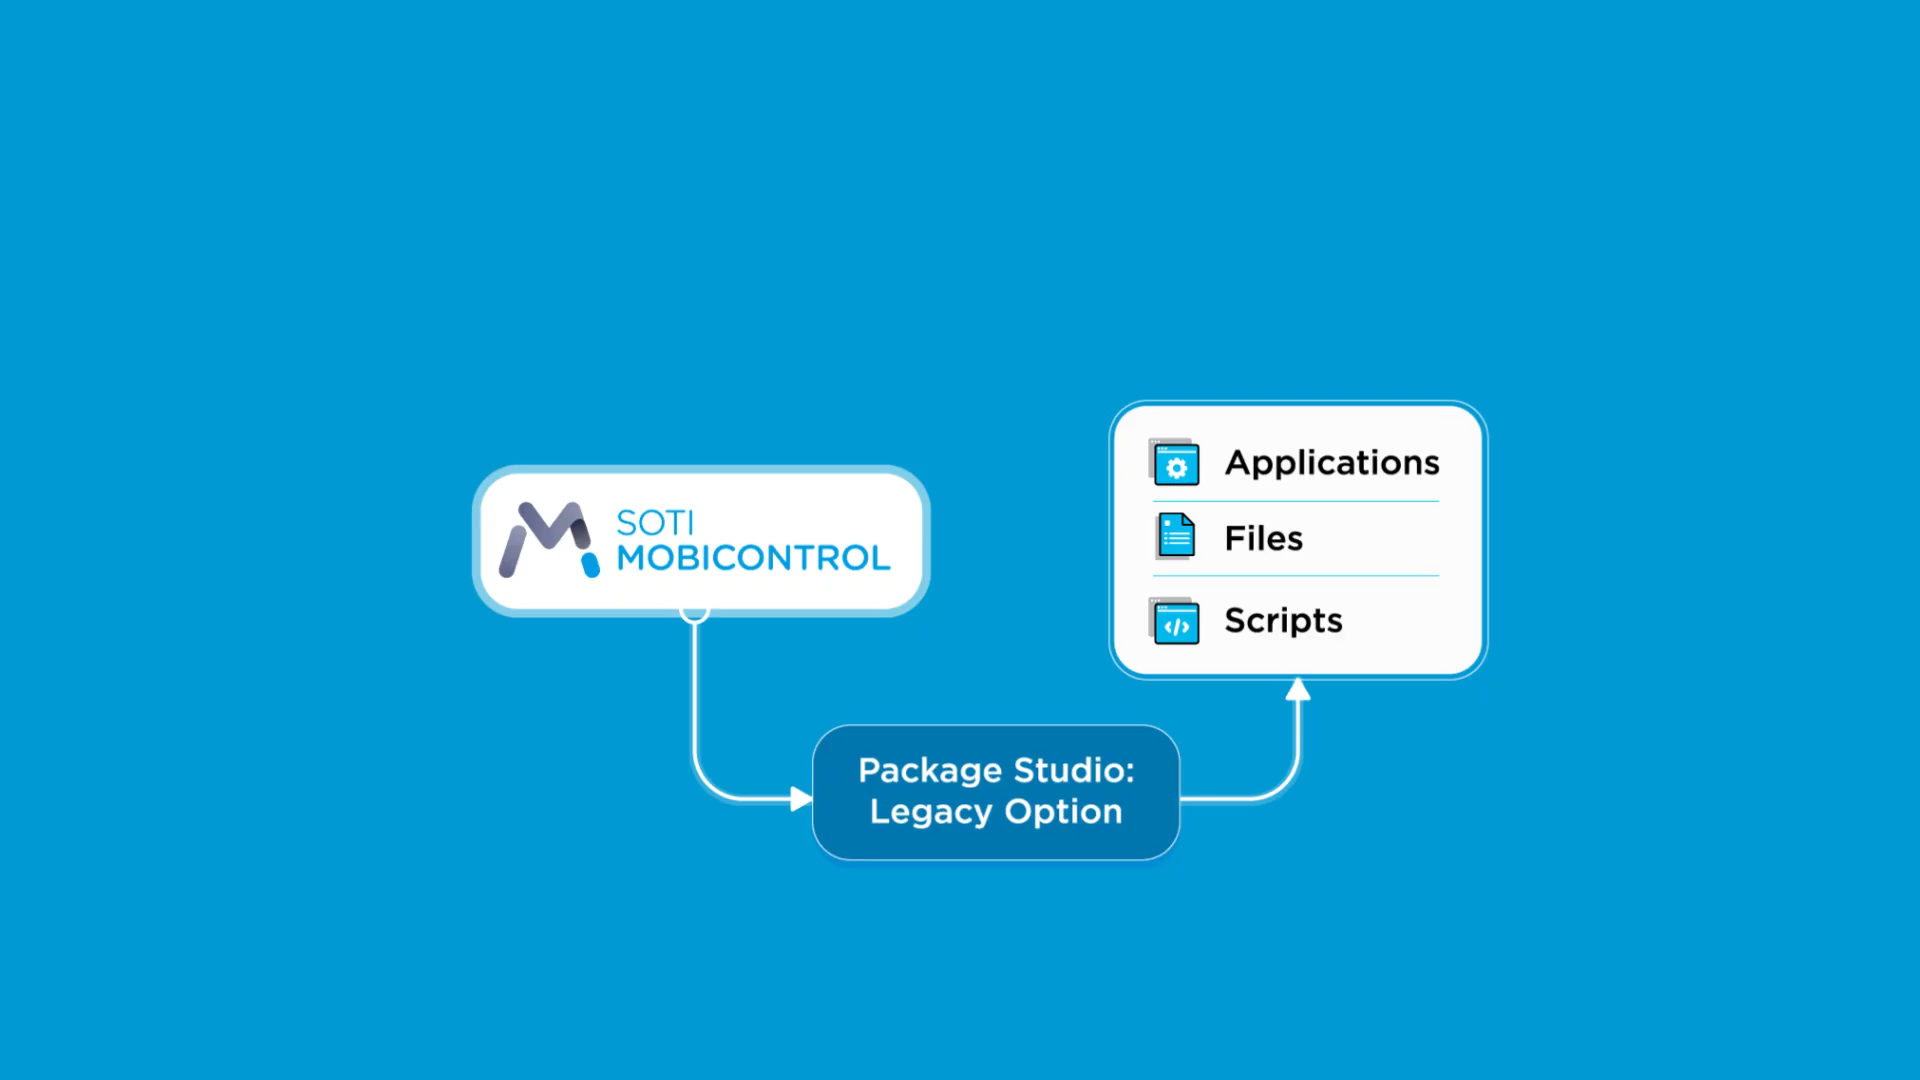 SOTI
MOBICONTROL
Package Studio:
Legacy Option
Applications
Files
Scripts